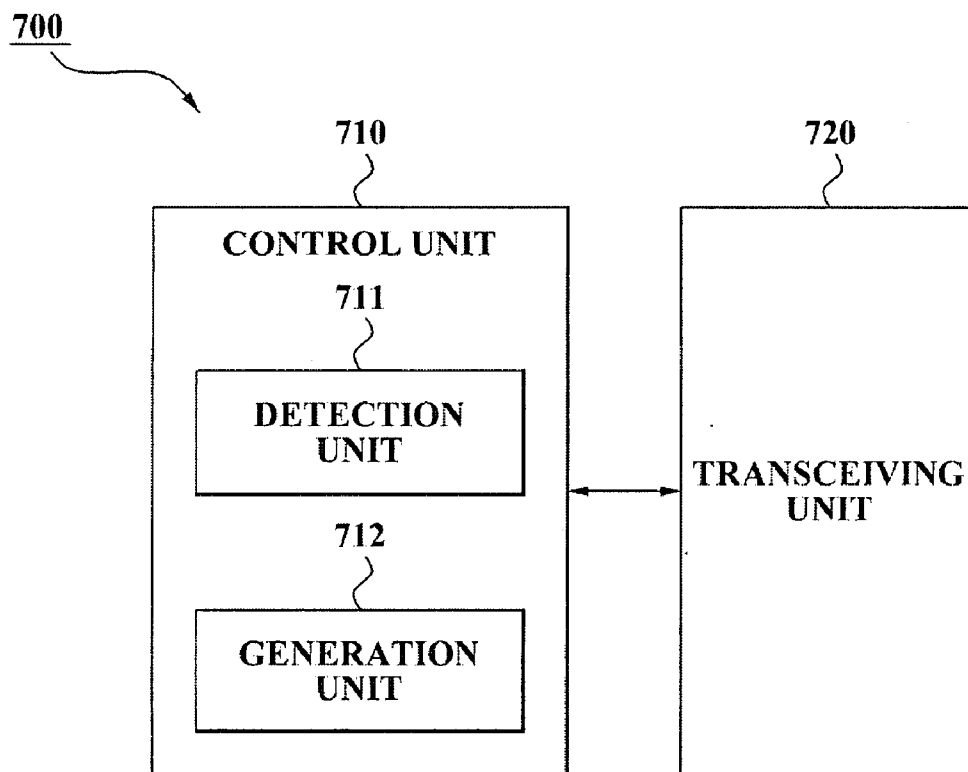 700
710
720
CONTROL UNIT
711
DETECTION
UNIT
TRANSCEIVING
UNIT
712
GENERATION
UNIT